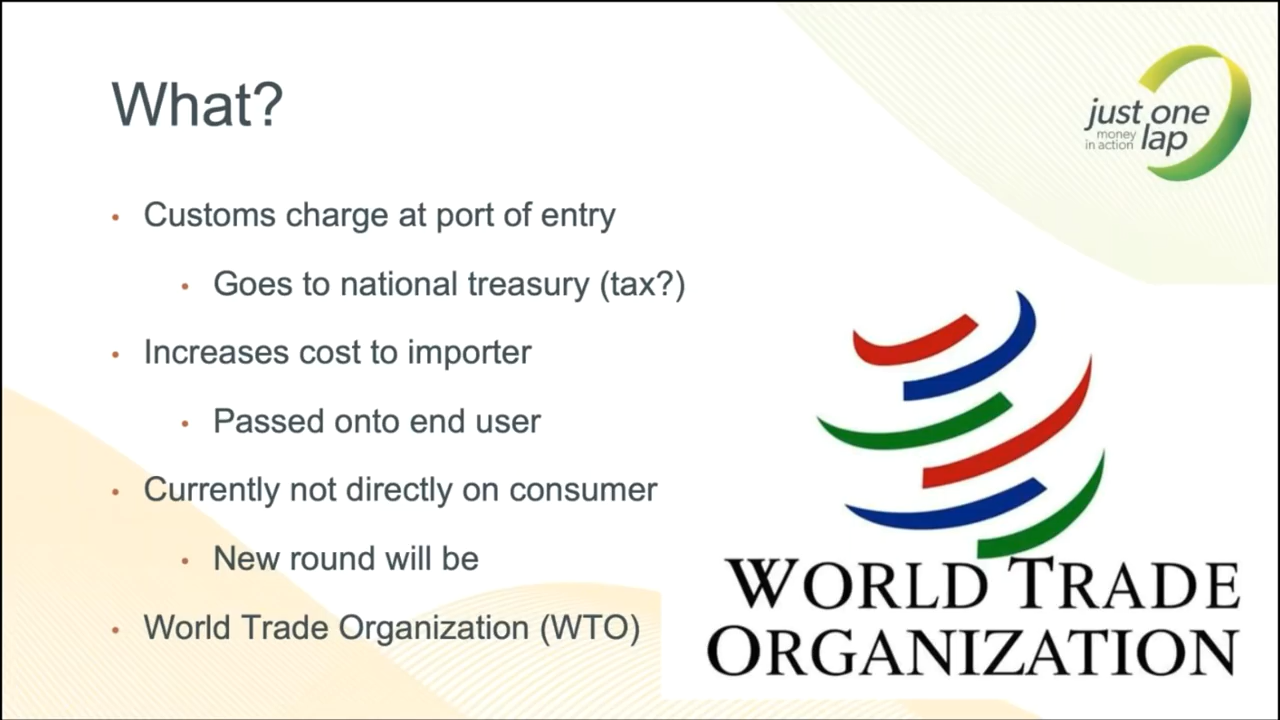 What?
just one
money
in action lap
• Customs charge at port of entry
• Goes to national treasury (tax?)
• Increases cost to importer
• Passed onto end user
• Currently not directly on consumer
• New round will be
• World Trade Organization (WTO)
WORLD TRADE
ORGANIZATION